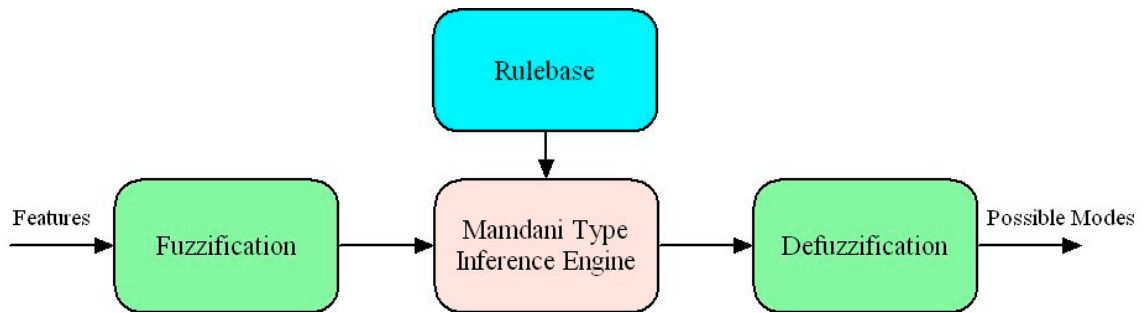 Rulebase
Features
Fuzzification
Mamdani Type
Inference Engine
Defuzzification
Possible Modes